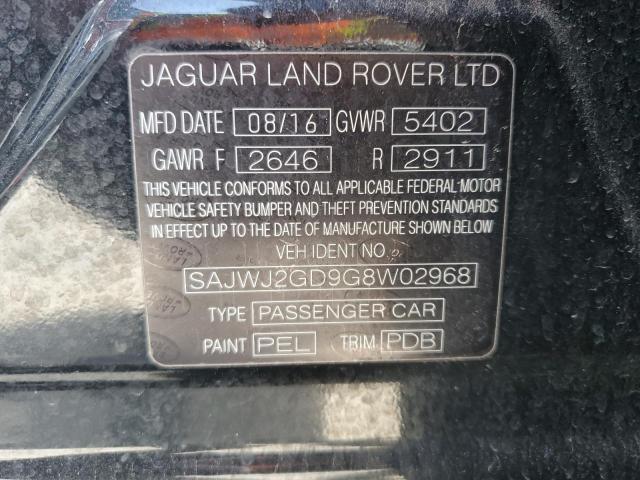 JAGUAR LAND ROVER LTD
MFD DATE 08/16 GVWR 5402
GAWR F 2646 R 2911
THIS VEHICLE CONFORMS TO ALL APPLICABLE FEDERAL MOTOR
VEHICLE SAFETY BUMPER AND THEFT PREVENTION STANDARDS
IN EFFECT UP TO THE DATE OF MANUFACTURE SHOWN BELOW
VEH IDENT NO.
SAJWJ2GD9G8W02968
TYPE PASSENGER CAR
PAINT PEL TRIM PDB